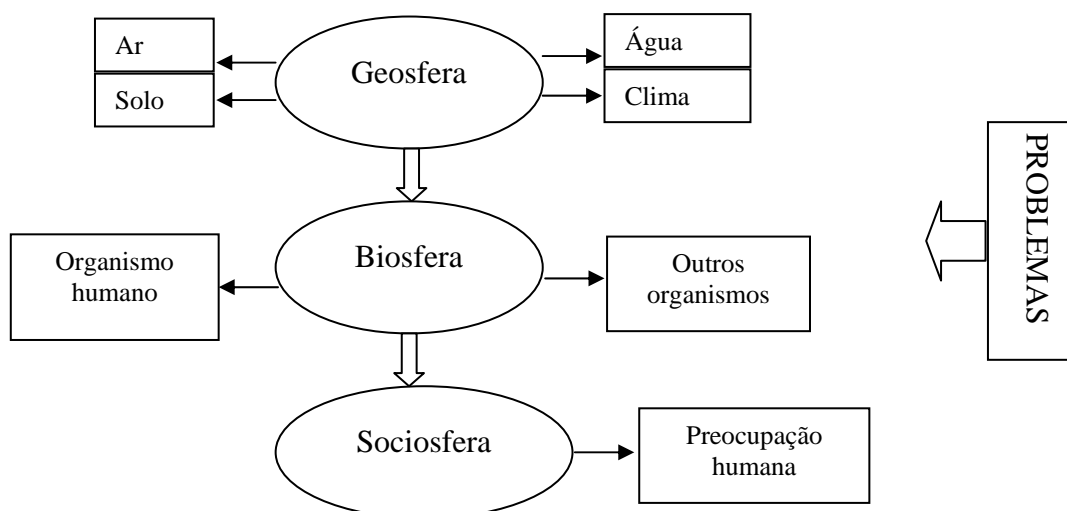 Ar
Geosfera
Água
Solo
Clima
PROBLEMAS
Organismo
humano
Biosfera
Outros
organismos
Sociosfera
Preocupação
humana